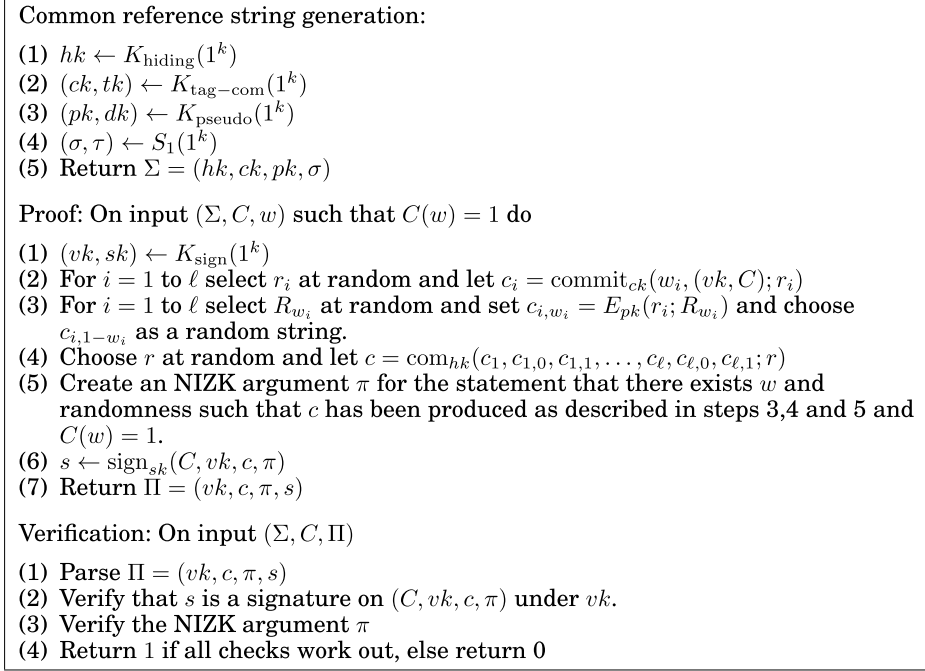 Common reference string generation:
(1) hk ← K_hiding(1^k)
(2) (ck, tk) ← K_tag−com(1^k)
(3) (pk, dk) ← K_pseudo(1^k)
(4) (σ, τ) ← S_1(1^k)
(5) Return Σ = (hk, ck, pk, σ)
Proof: On input (Σ, C, w) such that C(w) = 1 do
(1) (vk, sk) ← K_sign(1^k)
(2) For i = 1 to ℓ select r_i at random and let c_i = commit_ck(w_i, (vk, C); r_i)
(3) For i = 1 to ℓ select R_{w_i} at random and set c_{i,w_i} = E_pk(r_i; R_{w_i}) and choose
c_{i,1−w_i} as a random string.
(4) Choose r at random and let c = com_hk(c_1, c_{1,0}, c_{1,1}, . . . , c_ℓ, c_{ℓ,0}, c_{ℓ,1}; r)
(5) Create an NIZK argument π for the statement that there exists w and
randomness such that c has been produced as described in steps 3,4 and 5 and
C(w) = 1.
(6) s ← sign_sk(C, vk, c, π)
(7) Return Π = (vk, c, π, s)
Verification: On input (Σ, C, Π)
(1) Parse Π = (vk, c, π, s)
(2) Verify that s is a signature on (C, vk, c, π) under vk.
(3) Verify the NIZK argument π
(4) Return 1 if all checks work out, else return 0